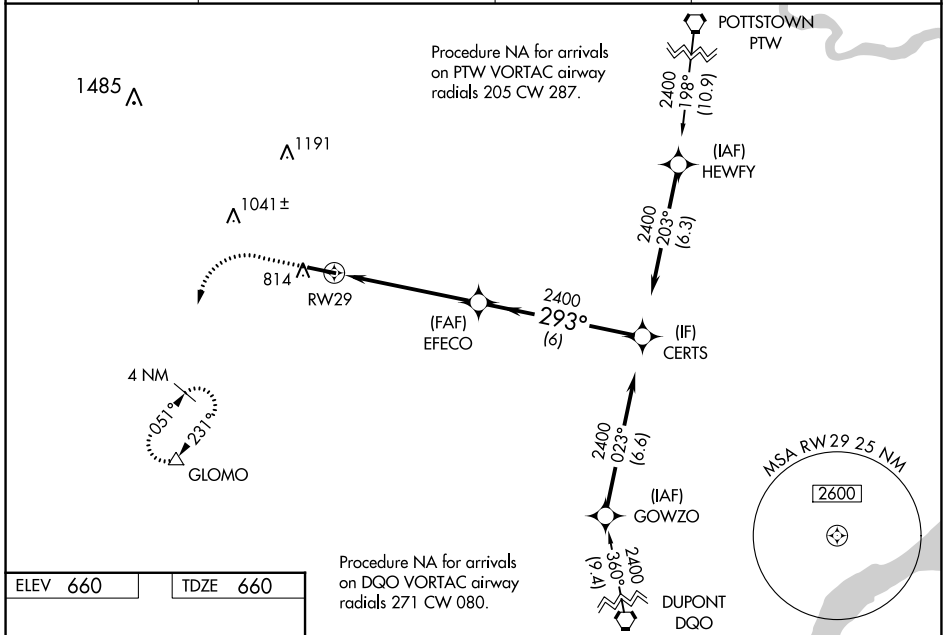 POTTSTOWN
PTW
Procedure NA for arrivals
on PTW VORTAC airway
radials 205 CW 287.
2400
198°
(10.9)
1485
1191
(IAF)
HEWFY
1041±
2400
203°
(6.3)
814
RW29
2400
293°
(6)
(FAF)
EFECO
(IF)
CERTS
4 NM
051°
231°
GLOMO
2400
023°
(6.6)
MSA RW 29 25 NM
2600
(IAF)
GOWZO
2400
360°
(9.4)
Procedure NA for arrivals
on DQO VORTAC airway
radials 271 CW 080.
DUPONT
DQO
ELEV 660
TDZE 660